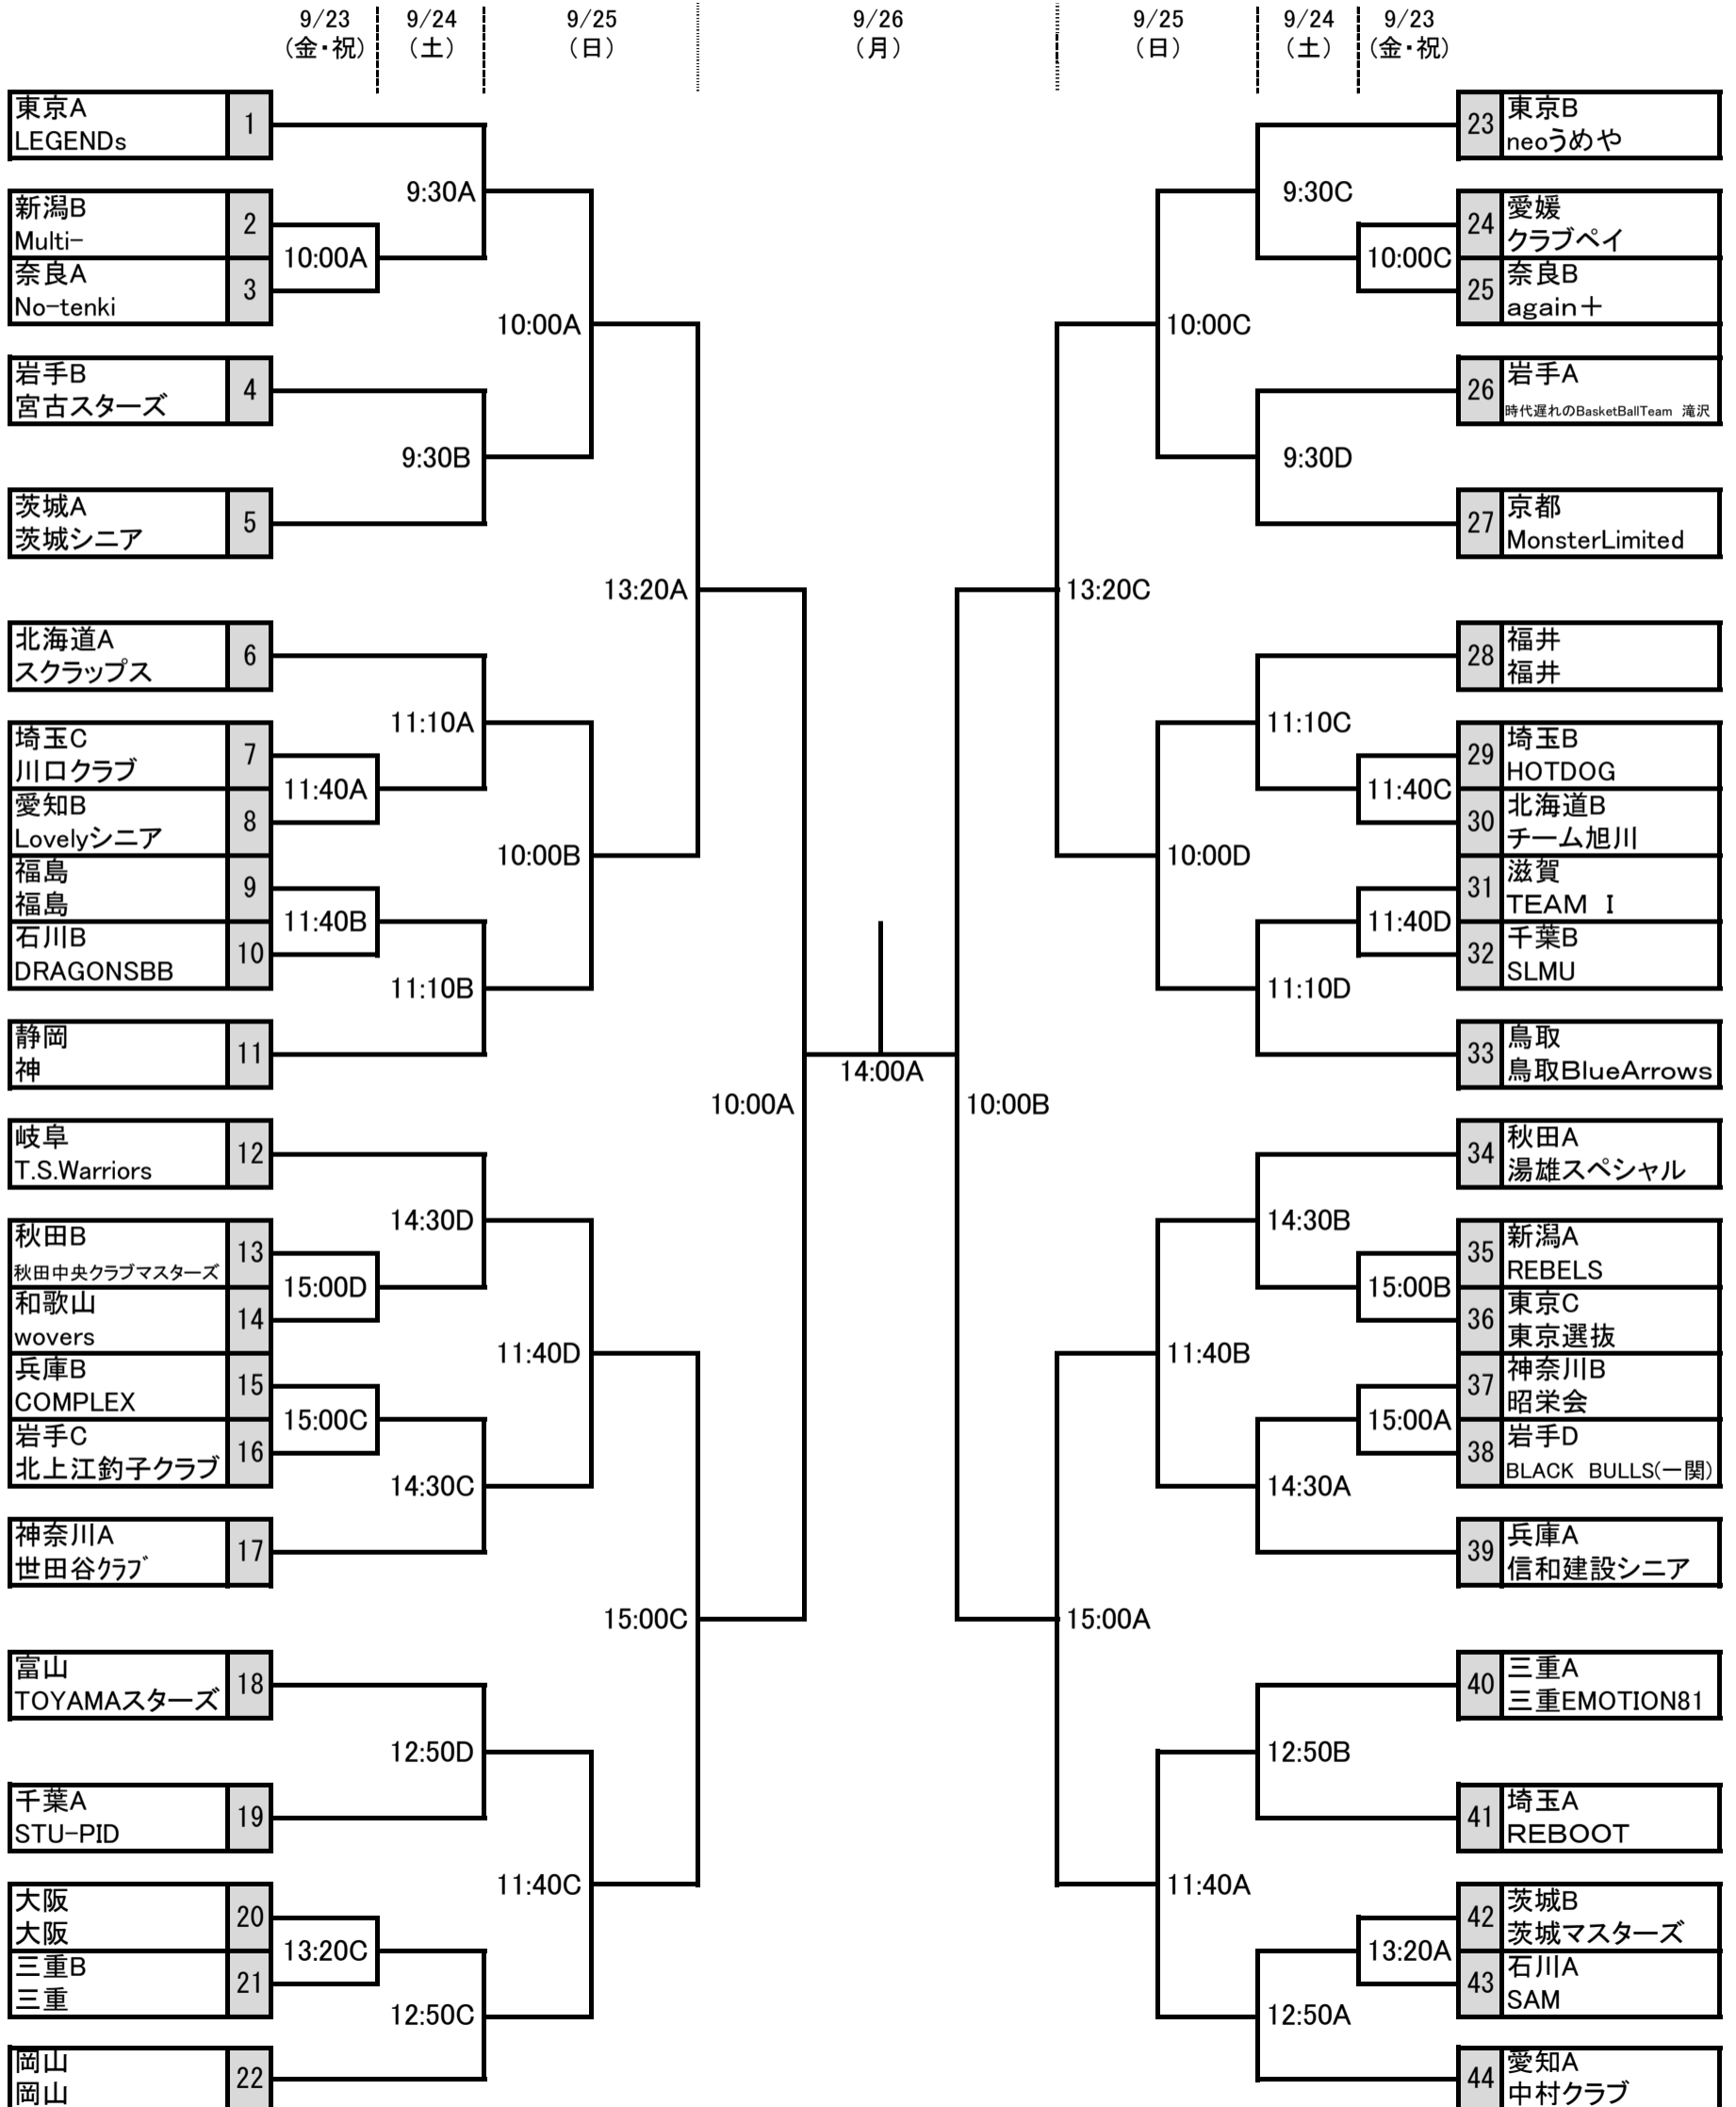 9/23
(金・祝)
9/24
(土)
9/25
(日)
9/26
(月)
9/25
(日)
9/24
(土)
9/23
(金・祝)
東京A
LEGENDs
1
新潟B
Multi-
2
奈良A
No-tenki
3
岩手B
宮古スターズ
4
茨城A
茨城シニア
5
北海道A
スクラップス
6
埼玉C
川口クラブ
7
愛知B
Lovelyシニア
8
福島
福島
9
石川B
DRAGONSBB
10
静岡
神
11
岐阜
T.S.Warriors
12
秋田B
秋田中央クラブマスターズ
13
和歌山
wovers
14
兵庫B
COMPLEX
15
岩手C
北上江釣子クラブ
16
神奈川A
世田谷ｸﾗﾌﾞ
17
富山
TOYAMAスターズ
18
千葉A
STU-PID
19
大阪
大阪
20
三重B
三重
21
岡山
岡山
22
10:00A
11:40A
11:40B
15:00D
15:00C
13:20C
9:30A
9:30B
11:10A
11:10B
14:30D
14:30C
12:50D
12:50C
10:00A
10:00B
11:40D
11:40C
13:20A
15:00C
10:00A
14:00A
10:00B
13:20C
15:00A
10:00C
10:00D
11:40B
11:40A
9:30C
9:30D
11:10C
11:10D
14:30B
14:30A
12:50B
12:50A
10:00C
11:40C
11:40D
15:00B
15:00A
13:20A
23
東京B
neoうめや
24
愛媛
クラブペイ
25
奈良B
again＋
26
岩手A
時代遅れのBasketBallTeam　滝沢
27
京都
MonsterLimited
28
福井
福井
29
埼玉B
HOTDOG
30
北海道B
チーム旭川
31
滋賀
TEAM　I
32
千葉B
SLMU
33
鳥取
鳥取BlueArrows
34
秋田A
湯雄スペシャル
35
新潟A
REBELS
36
東京C
東京選抜
37
神奈川B
昭栄会
38
岩手D
BLACK　BULLS(一関)
39
兵庫A
信和建設シニア
40
三重A
三重EMOTION81
41
埼玉A
REBOOT
42
茨城B
茨城マスターズ
43
石川A
SAM
44
愛知A
中村クラブ